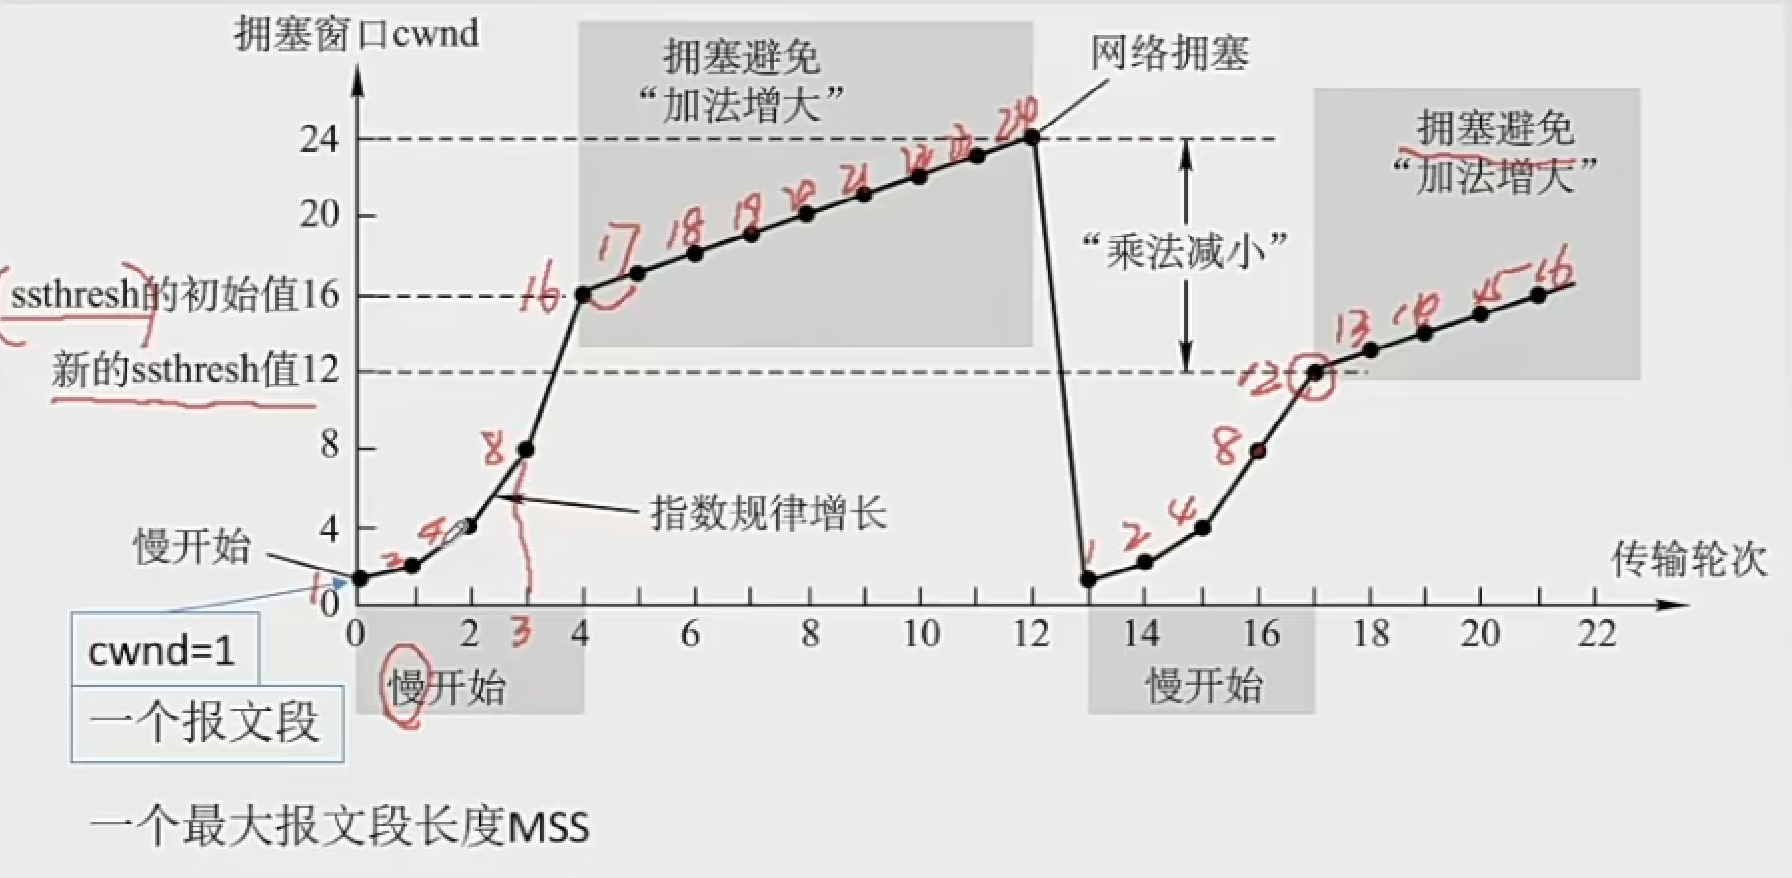 拥塞窗口cwnd
拥塞避免
“加法增大”
网络拥塞
24
24
拥塞避免
“加法增大”
20
17
18
19
20
21
“乘法减小”
ssthresh的初始值16
16
13
15
16
新的ssthresh值12
12
8
8
8
指数规律增长
4
4
2
4
2
慢开始
1
1
传输轮次
0
0
2
3
4
6
8
10
12
14
16
18
20
22
cwnd=1
慢开始
慢开始
一个报文段
一个最大报文段长度MSS